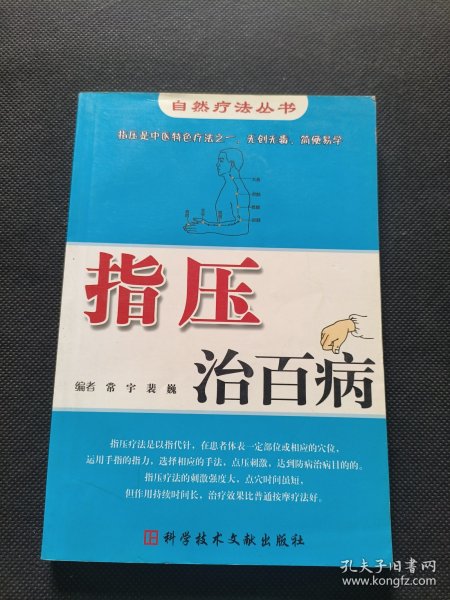 自然疗法丛书
指压是中医特色疗法之一，无创无毒、简便易学
指压
治百病
编者 常宇 裴巍
指压疗法是以指代针，在患者体表一定部位或相应的穴位，
运用手指的指力，选择相应的手法，点压刺激，达到防病治病目的的。
指压疗法的刺激强度大，点穴时间虽短，
但作用持续时间长，治疗效果比普通按摩疗法好。
科学技术文献出版社
孔夫子旧书网
www.kongfz.com